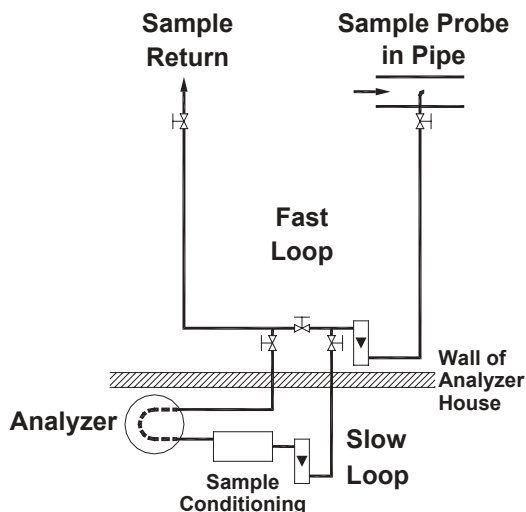 Sample
Return
Sample Probe
in Pipe
Fast
Loop
Wall of
Analyzer
House
Analyzer
Slow
Loop
Sample
Conditioning